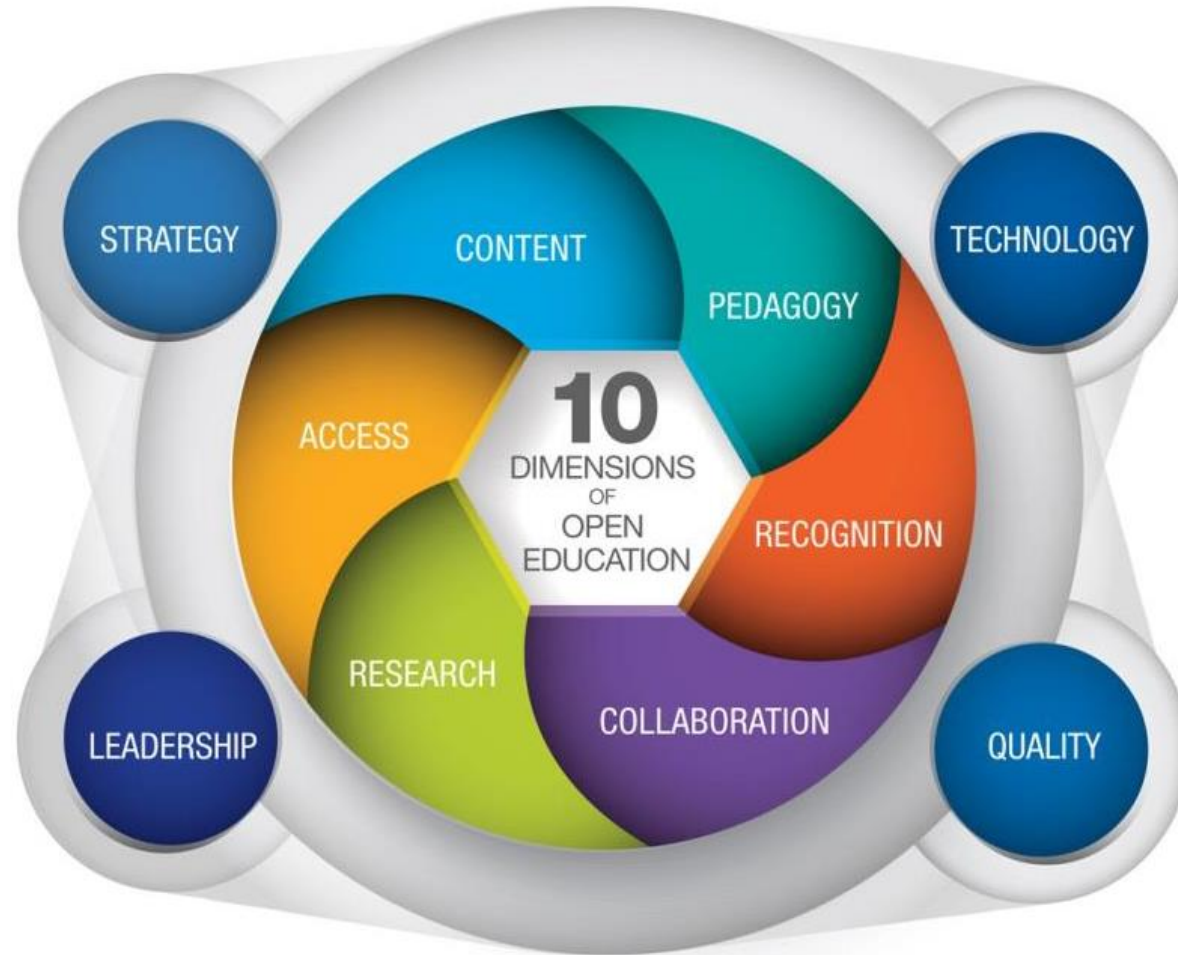 STRATEGY
TECHNOLOGY
CONTENT
PEDAGOGY
ACCESS
10
DIMENSIONS
OF
OPEN
EDUCATION
RECOGNITION
RESEARCH
COLLABORATION
LEADERSHIP
QUALITY